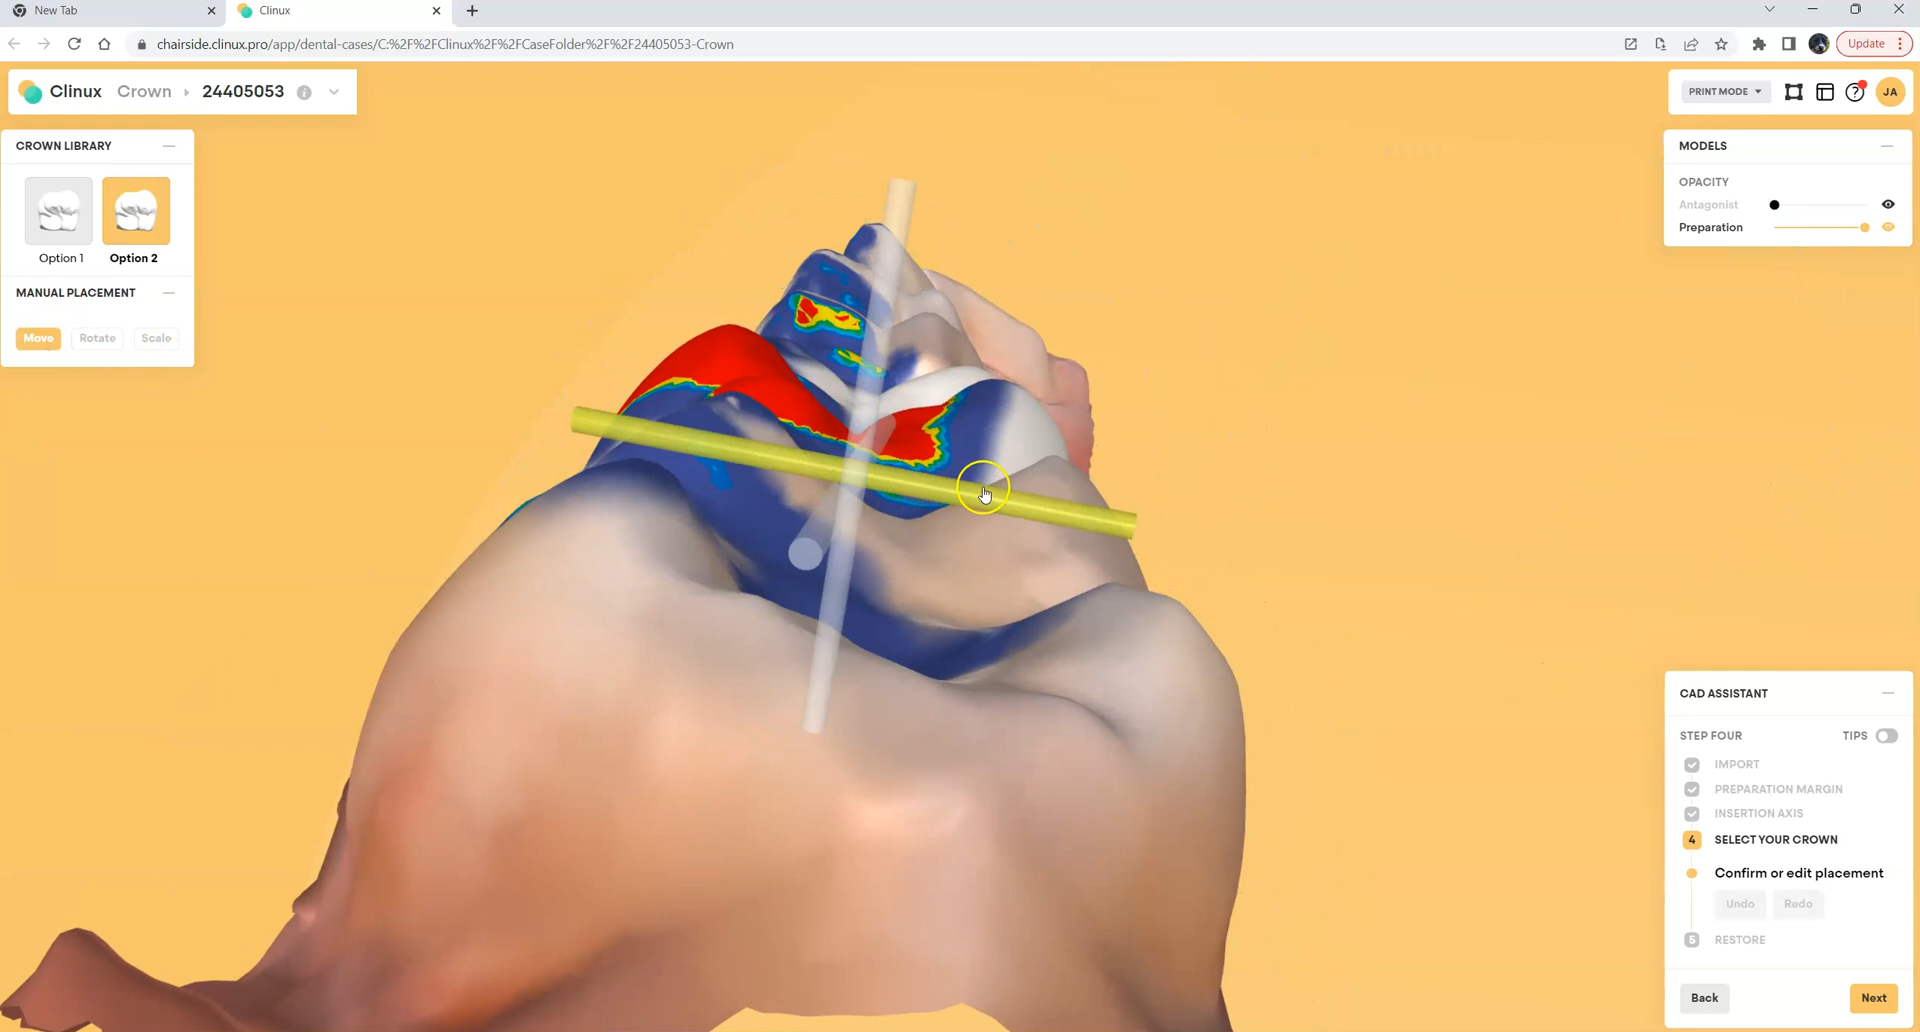 New Tab
Clinux
chairside.clinux.pro/app/dental-cases/C:%2F%2FClinux%2F%2FCaseFolder%2F%2F24405053-Crown
Update
Clinux Crown 24405053
PRINT MODE
JA
CROWN LIBRARY
Option 1
Option 2
MANUAL PLACEMENT
Move
Rotate
Scale
MODELS
OPACITY
Antagonist
Preparation
CAD ASSISTANT
STEP FOUR
TIPS
IMPORT
PREPARATION MARGIN
INSERTION AXIS
4 SELECT YOUR CROWN
Confirm or edit placement
Undo
Redo
5 RESTORE
Back
Next